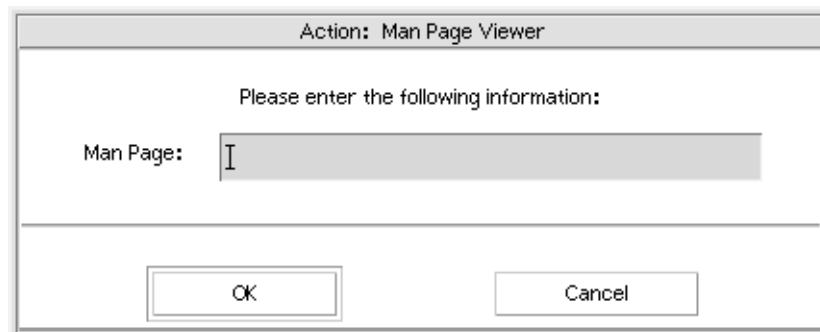 Action: Man Page Viewer
Please enter the following information:
Man Page:
OK Cancel